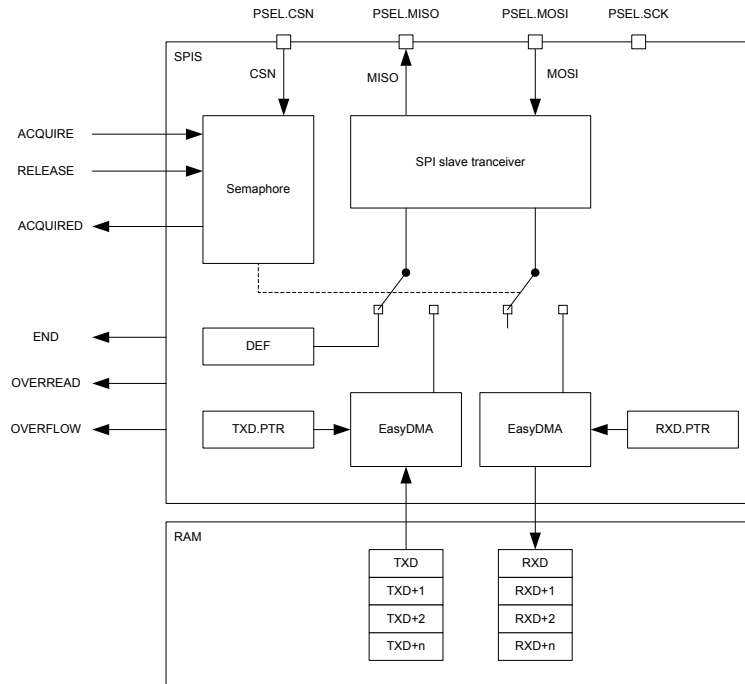 PSEL.CSN PSEL.MISO PSEL.MOSI PSEL.SCK
SPIS
CSN MISO MOSI
ACQUIRE
SPI slave tranceiver
RELEASE
Semaphore
ACQUIRED
END
DEF
OVERREAD
OVERFLOW
TXD.PTR EasyDMA EasyDMA RXD.PTR
RAM
TXD RXD
TXD+1 RXD+1
TXD+2 RXD+2
TXD+n RXD+n